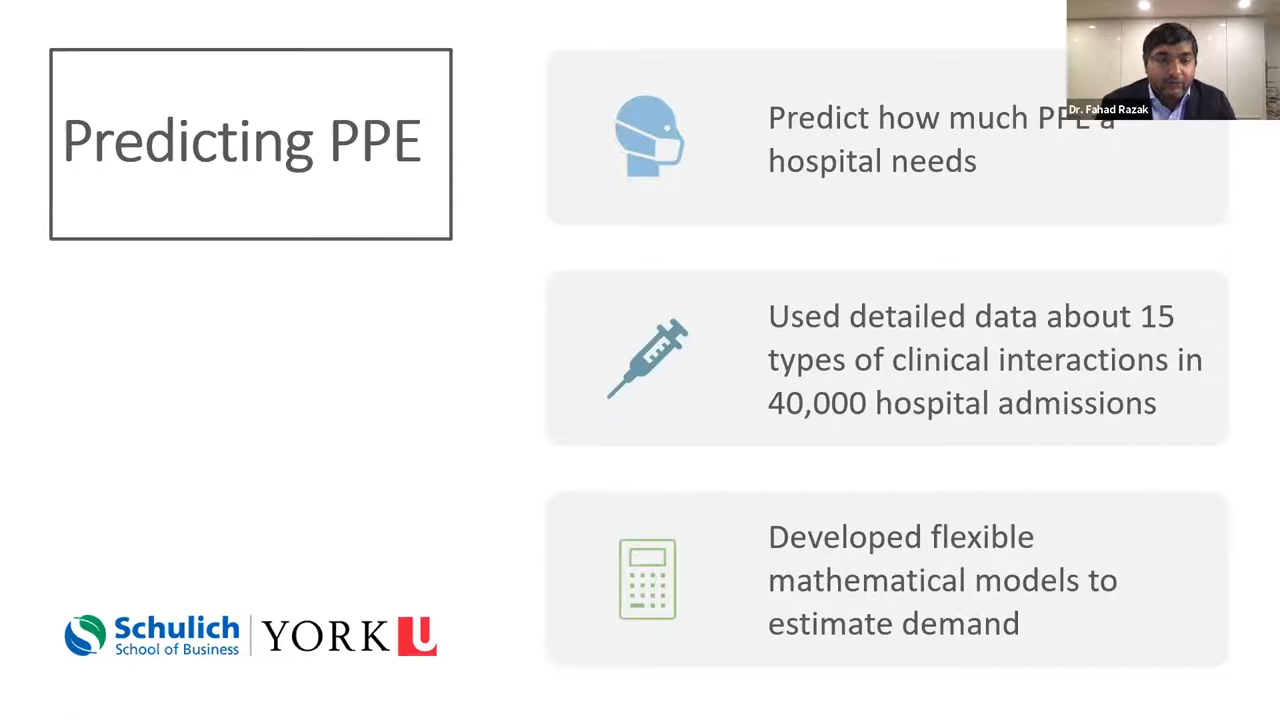 Predicting PPE
Predict how much PPE a
hospital needs
Dr. Fahad Razak
Used detailed data about 15
types of clinical interactions in
40,000 hospital admissions
Developed flexible
mathematical models to
estimate demand
Schulich
School of Business
YORK U